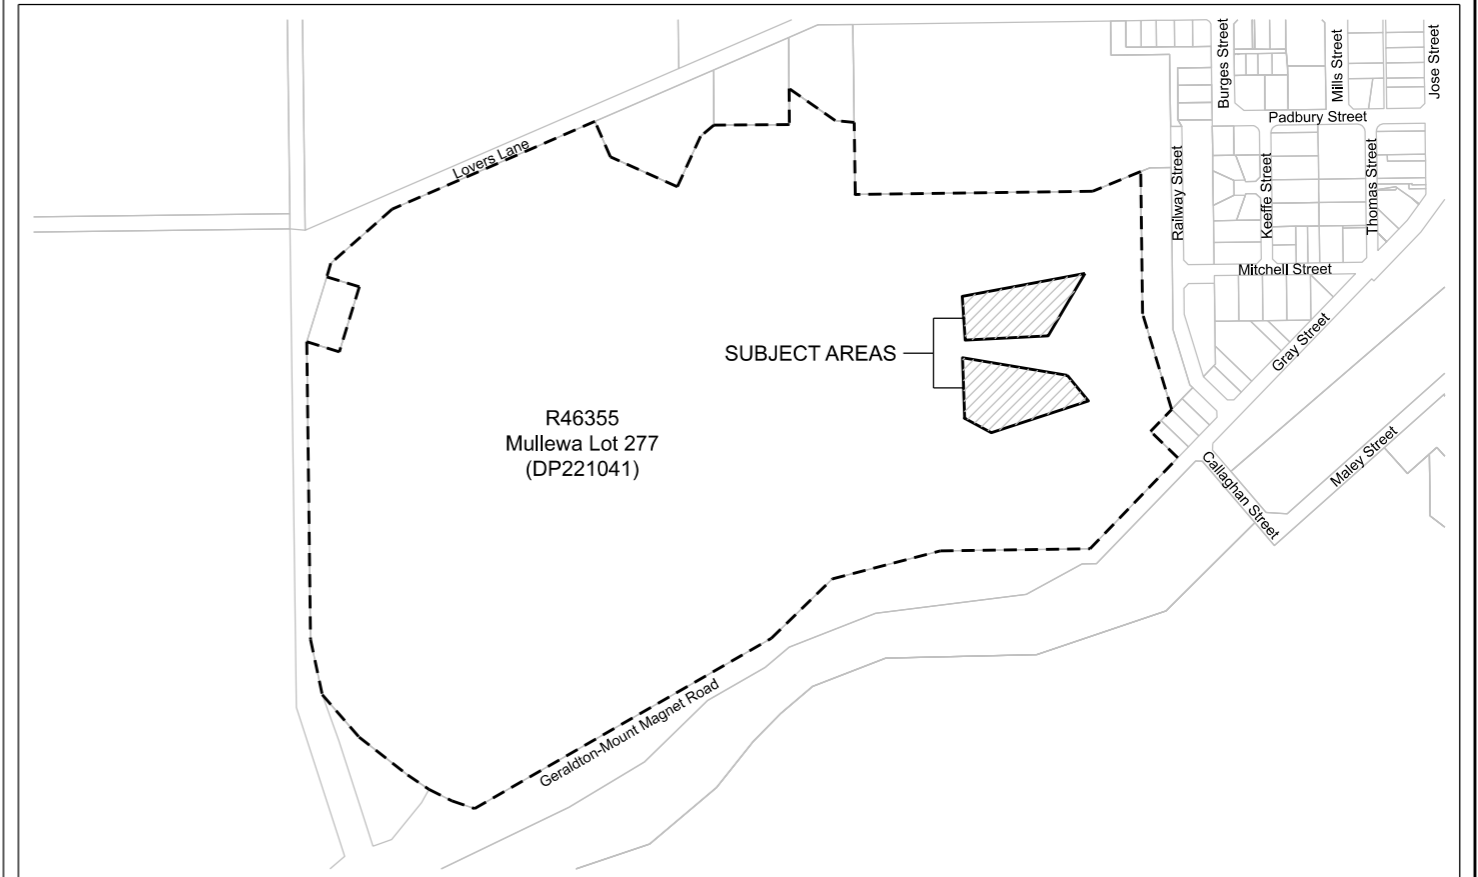 Burges Street
Mills Street
Jose Street
Padbury Street
Lovers Lane
Railway Street
Keeffe Street
Thomas Street
Mitchell Street
SUBJECT AREAS
Gray Street
R46355
Mullewa Lot 277
(DP221041)
Callaghan Street
Maley Street
Geraldton-Mount Magnet Road